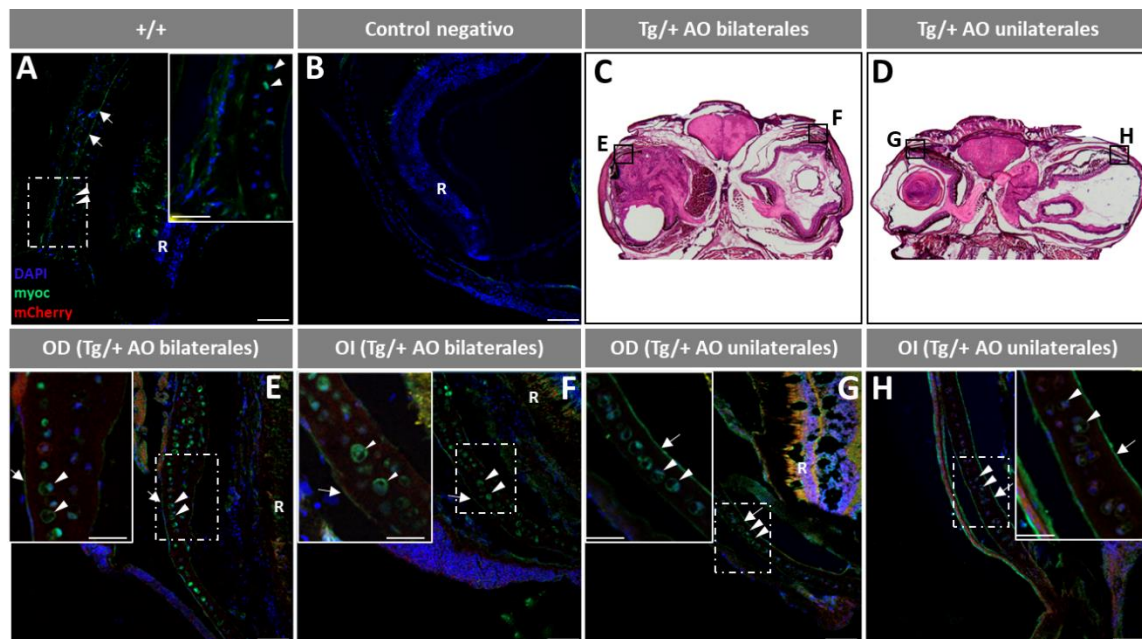 +/+
Control negativo
Tg/+ AO bilaterales
Tg/+ AO unilaterales
A
B
C
D
E
F
G
H
R
R
DAPI
myoc
mCherry
OD (Tg/+ AO bilaterales)
OI (Tg/+ AO bilaterales)
OD (Tg/+ AO unilaterales)
OI (Tg/+ AO unilaterales)
E
F
G
H
R
R
R